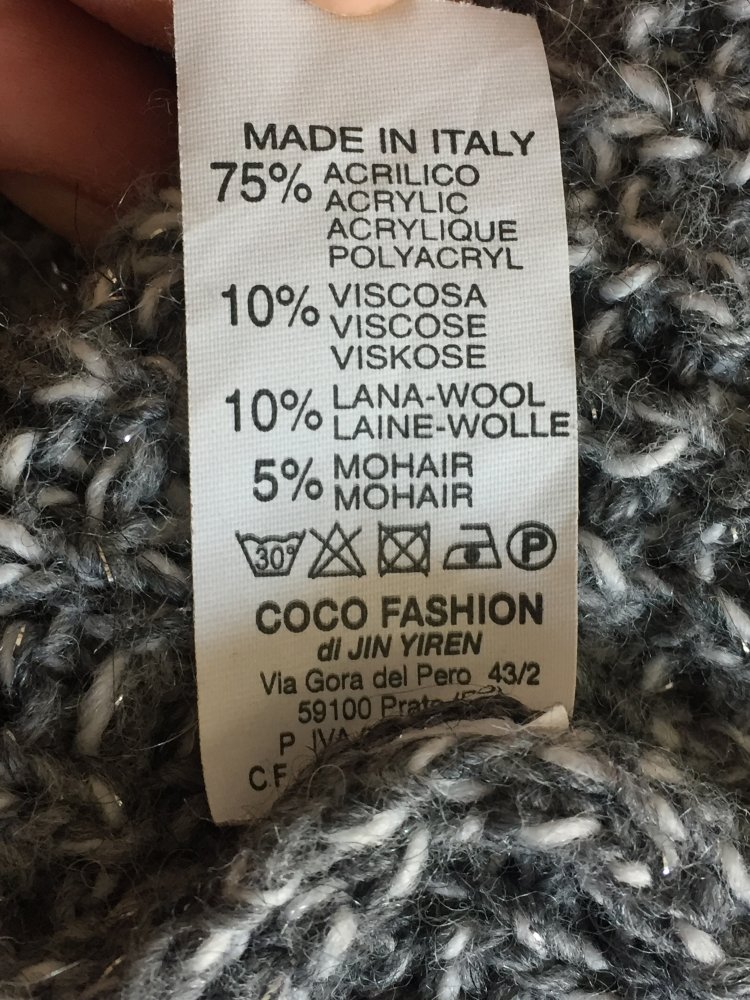 MADE IN ITALY
75% ACRILICO
ACRYLIC
ACRYLIQUE
POLYACRYL
10% VISCOSA
VISCOSE
VISKOSE
10% LANA-WOOL
LAINE-WOLLE
5% MOHAIR
MOHAIR
30° P
COCO FASHION
di JIN YIREN
Via Gora del Pero 43/2
59100 Prato
P IVA
C.F